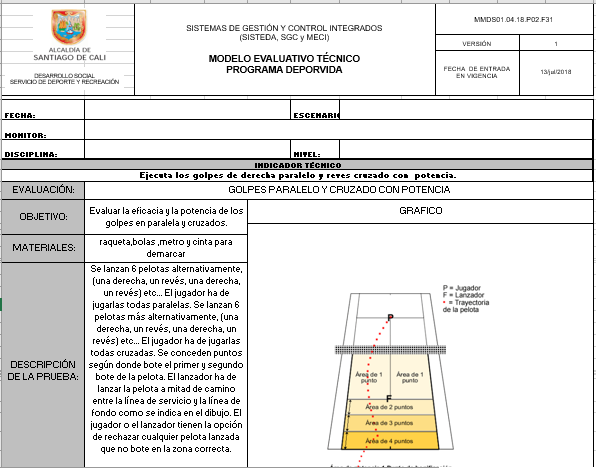 ALCALDÍA DE
SANTIAGO DE CALI
DESARROLLO SOCIAL
SERVICIO DE DEPORTE Y RECREACIÓN
SISTEMAS DE GESTIÓN Y CONTROL INTEGRADOS
(SISTEDA, SGC y MECI)
MODELO EVALUATIVO TÉCNICO
PROGRAMA DEPORVIDA
MMDS01.04.18.P02.F31
VERSIÓN
1
FECHA DE ENTRADA
EN VIGENCIA
13/jul/2018
FECHA:
ESCENARI
MONITOR:
DISCIPLINA:
NIVEL:
INDICADOR TÉCNICO
Ejecuta los golpes de derecha paralelo y reves cruzado con potencia.
EVALUACIÓN:
GOLPES PARALELO Y CRUZADO CON POTENCIA
OBJETIVO:
Evaluar la eficacia y la potencia de los
golpes en paralela y cruzados.
GRAFICO
MATERIALES:
raqueta,bolas ,metro y cinta para
demarcar
DESCRIPCIÓN
DE LA PRUEBA:
Se lanzan 6 pelotas alternativamente,
(una derecha, un revés, una derecha,
un revés) etc... El jugador ha de
jugarlas todas paralelas. Se lanzan 6
pelotas más alternativamente, (una
derecha, un revés, una derecha, un
revés) etc... El jugador ha de jugarlas
todas cruzadas. Se conceden puntos
según donde bote el primer y segundo
bote de la pelota. El lanzador ha de
lanzar la pelota a mitad de camino
entre la línea de servicio y la línea de
fondo como se indica en el dibujo. El
jugador o el lanzador tienen la opción
de rechazar cualquier pelota lanzada
que no bote en la zona correcta.
P = Jugador
F = Lanzador
• = Trayectoria
de la pelota
P
Área de 1
punto
Área de 1
punto
F
Área de 2 puntos
Área de 3 puntos
Área de 4 puntos